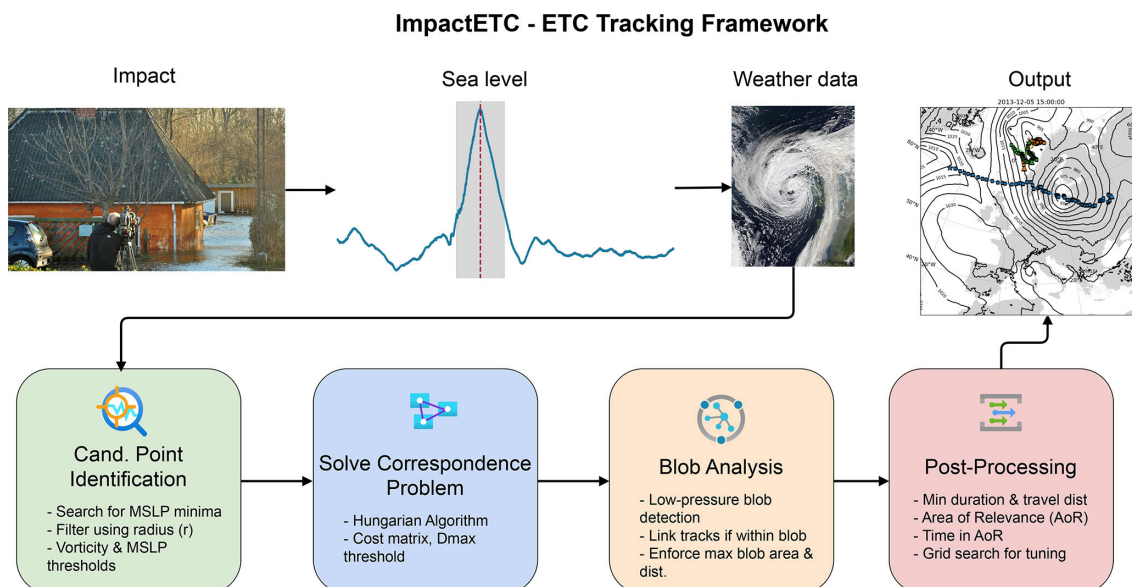 ImpactETC - ETC Tracking Framework
Impact
Sea level
Weather data
Output
2013-12-05 15:00:00
Cand. Point
Identification
- Search for MSLP minima
- Filter using radius (r)
- Vorticity & MSLP
thresholds
Solve Correspondence
Problem
- Hungarian Algorithm
- Cost matrix, Dmax
threshold
Blob Analysis
- Low-pressure blob
detection
- Link tracks if within blob
- Enforce max blob area &
dist.
Post-Processing
- Min duration & travel dist
- Area of Relevance (AoR)
- Time in AoR
- Grid search for tuning